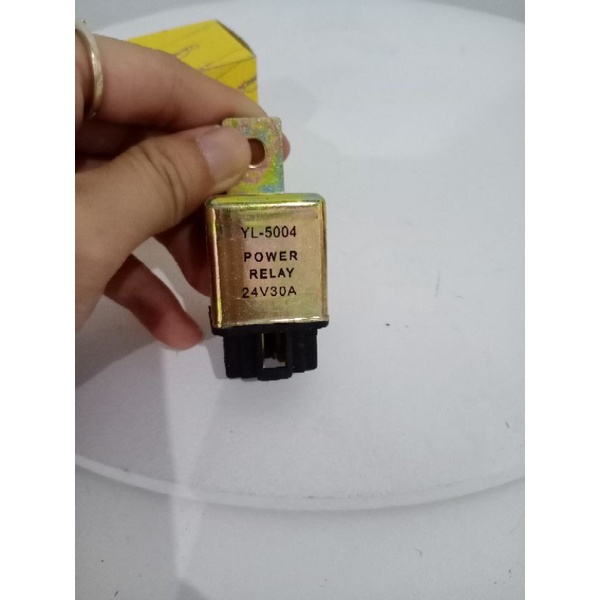 YL-5004
POWER
RELAY
24V30A